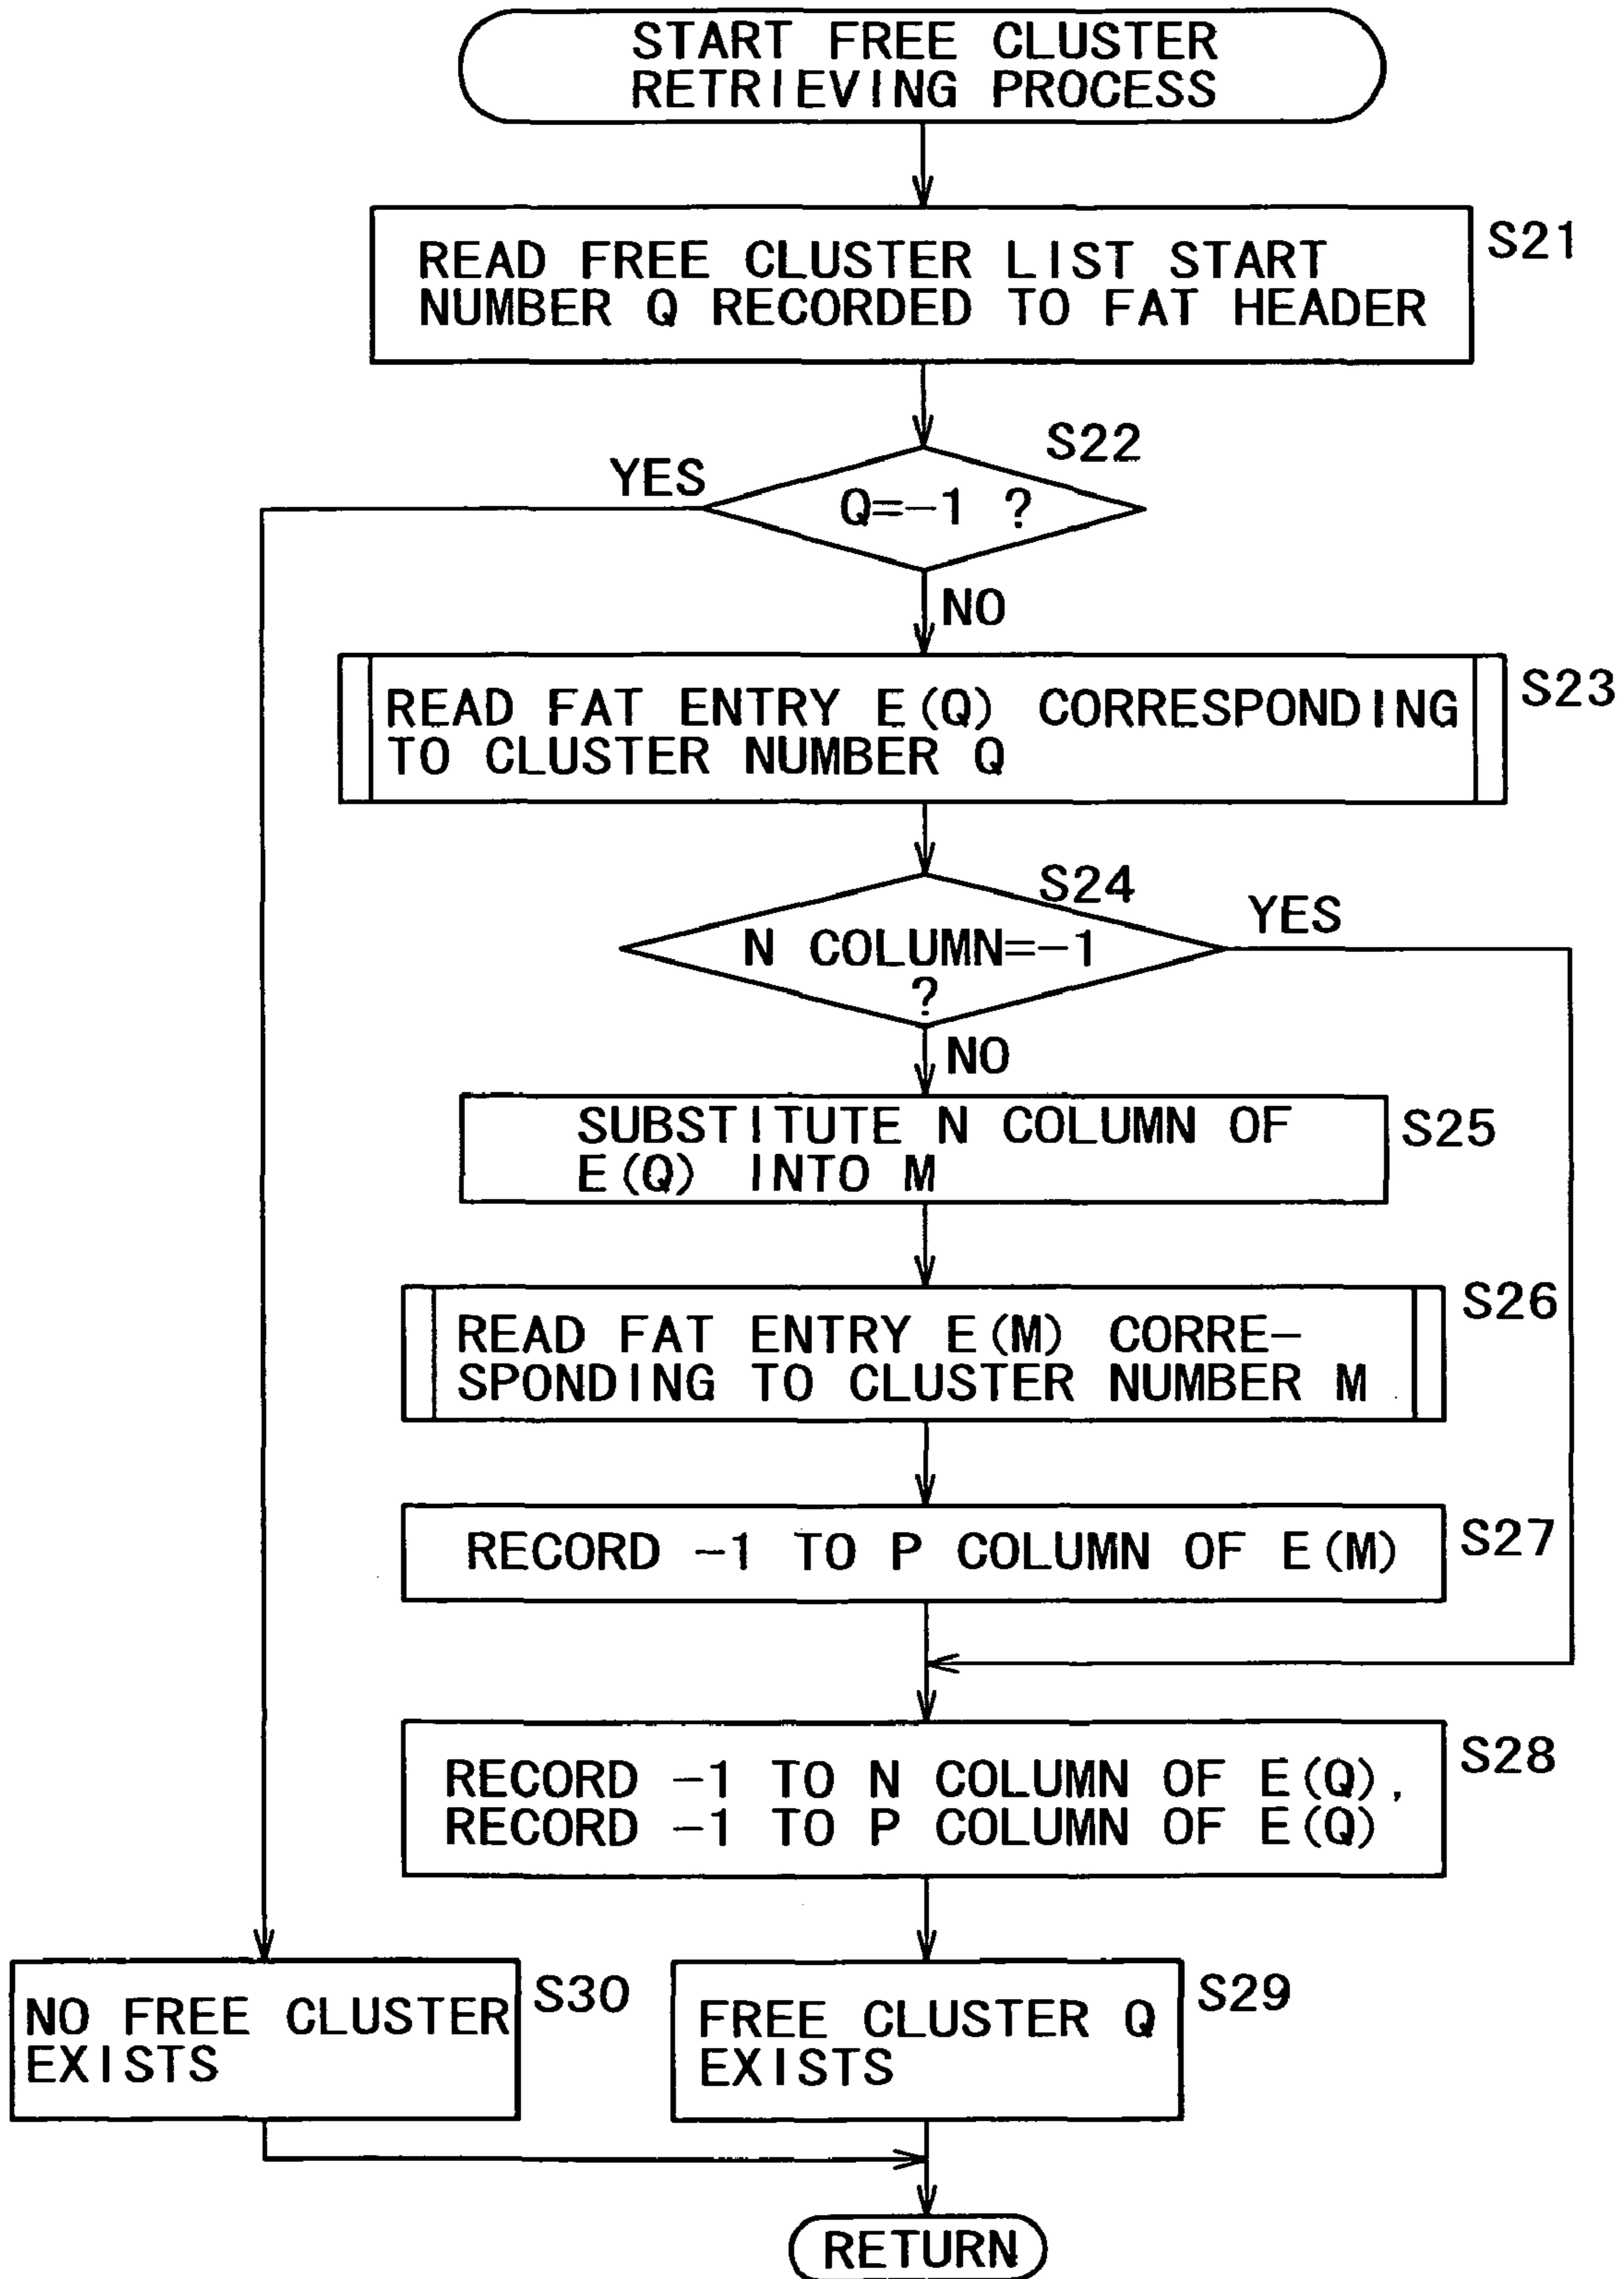 START FREE CLUSTER
RETRIEVING PROCESS
READ FREE CLUSTER LIST START
NUMBER Q RECORDED TO FAT HEADER
S21
S22
YES
Q=-1 ?
NO
READ FAT ENTRY E(Q) CORRESPONDING
TO CLUSTER NUMBER Q
S23
S24
YES
N COLUMN=-1
?
NO
SUBSTITUTE N COLUMN OF
E(Q) INTO M
S25
READ FAT ENTRY E(M) CORRE-
SPONDING TO CLUSTER NUMBER M
S26
RECORD -1 TO P COLUMN OF E(M)
S27
RECORD -1 TO N COLUMN OF E(Q),
RECORD -1 TO P COLUMN OF E(Q)
S28
NO FREE CLUSTER
EXISTS
S30
FREE CLUSTER Q
EXISTS
S29
RETURN